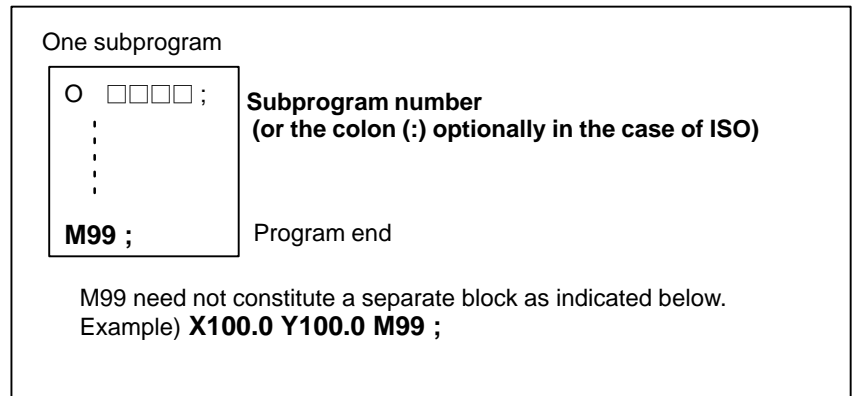 One subprogram
O □□□□ ;
Subprogram number
(or the colon (:) optionally in the case of ISO)
M99 ;
Program end
M99 need not constitute a separate block as indicated below.
Example) X100.0 Y100.0 M99 ;